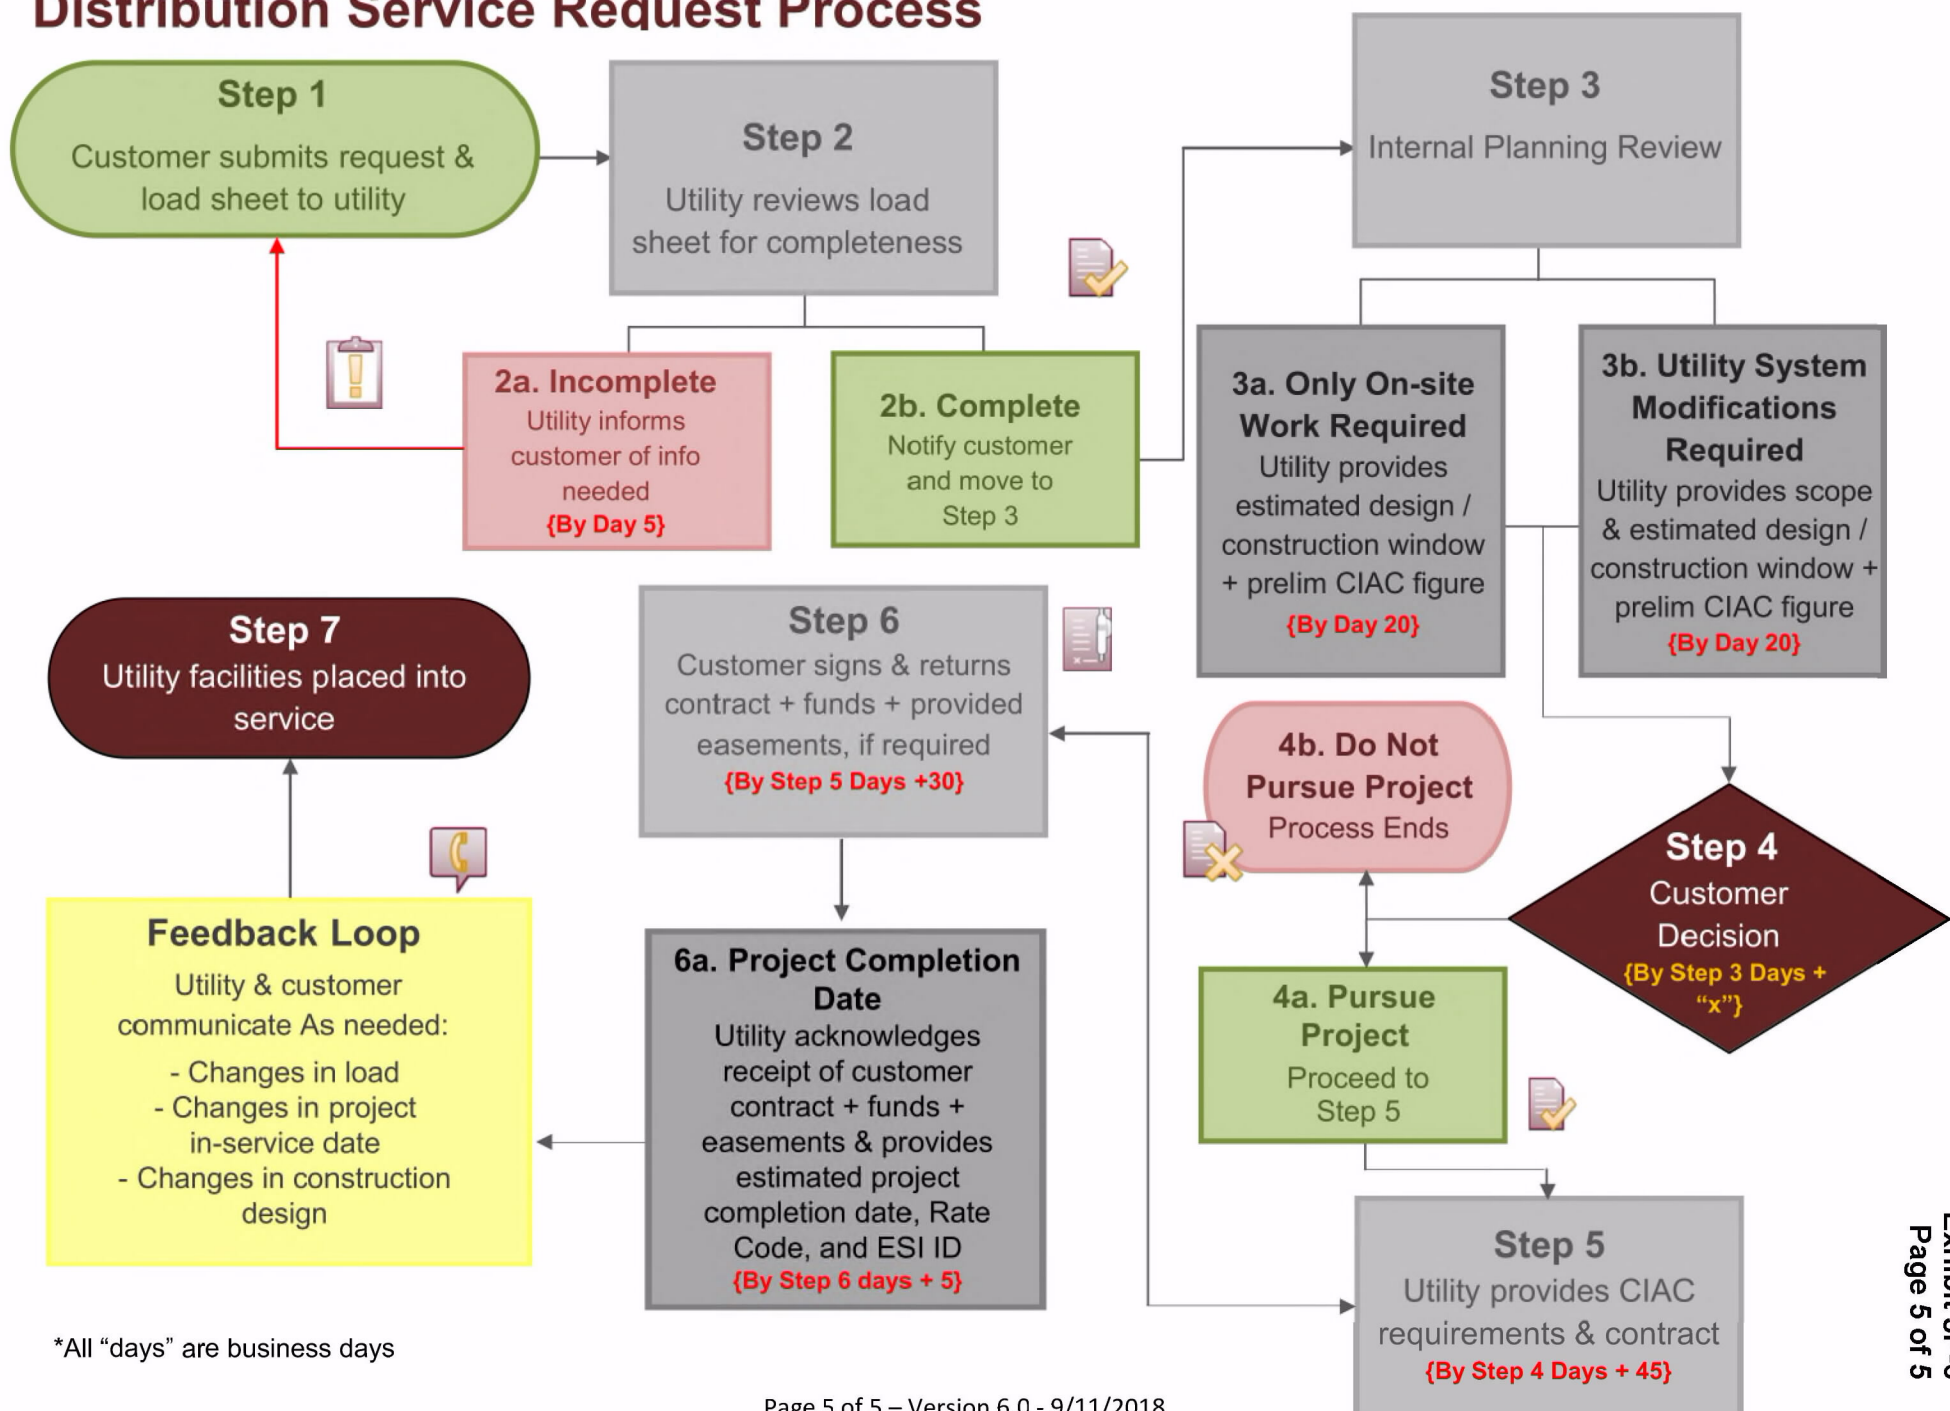 Distribution Service Request Process
Step 1
Customer submits request &
load sheet to utility
Step 2
Utility reviews load
sheet for completeness
Step 3
Internal Planning Review
2a. Incomplete
Utility informs
customer of info
needed
{By Day 5}
2b. Complete
Notify customer
and move to
Step 3
3a. Only On-site
Work Required
Utility provides
estimated design /
construction window
+ prelim CIAC figure
{By Day 20}
3b. Utility System
Modifications
Required
Utility provides scope
& estimated design /
construction window +
prelim CIAC figure
{By Day 20}
Step 7
Utility facilities placed into
service
Step 6
Customer signs & returns
contract + funds + provided
easements, if required
{By Step 5 Days +30}
4b. Do Not
Pursue Project
Process Ends
Step 4
Customer
Decision
{By Step 3 Days +
“x”}
Feedback Loop
Utility & customer
communicate As needed:
- Changes in load
- Changes in project
in-service date
- Changes in construction
design
6a. Project Completion
Date
Utility acknowledges
receipt of customer
contract + funds +
easements & provides
estimated project
completion date, Rate
Code, and ESI ID
{By Step 6 days + 5}
4a. Pursue
Project
Proceed to
Step 5
Step 5
Utility provides CIAC
requirements & contract
{By Step 4 Days + 45}
*All “days” are business days
Page 5 of 5 – Version 6.0 - 9/11/2018
Page 5 of 5